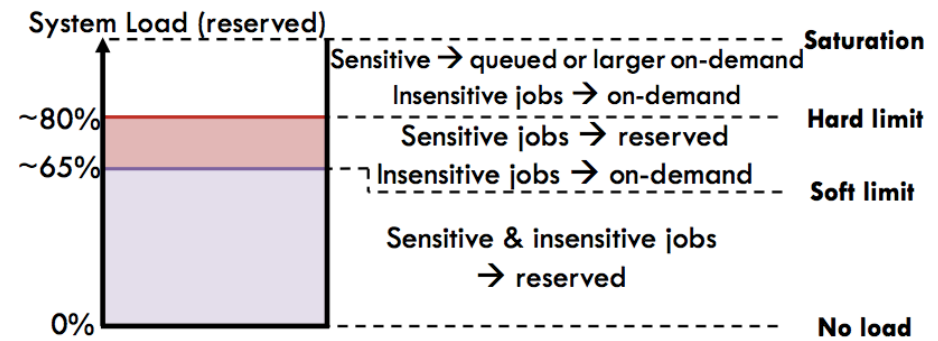 System Load (reserved)
Saturation
Sensitive → queued or larger on-demand
Insensitive jobs → on-demand
~80%
Hard limit
Sensitive jobs → reserved
~65%
Insensitive jobs → on-demand
Soft limit
Sensitive & insensitive jobs
→ reserved
0%
No load